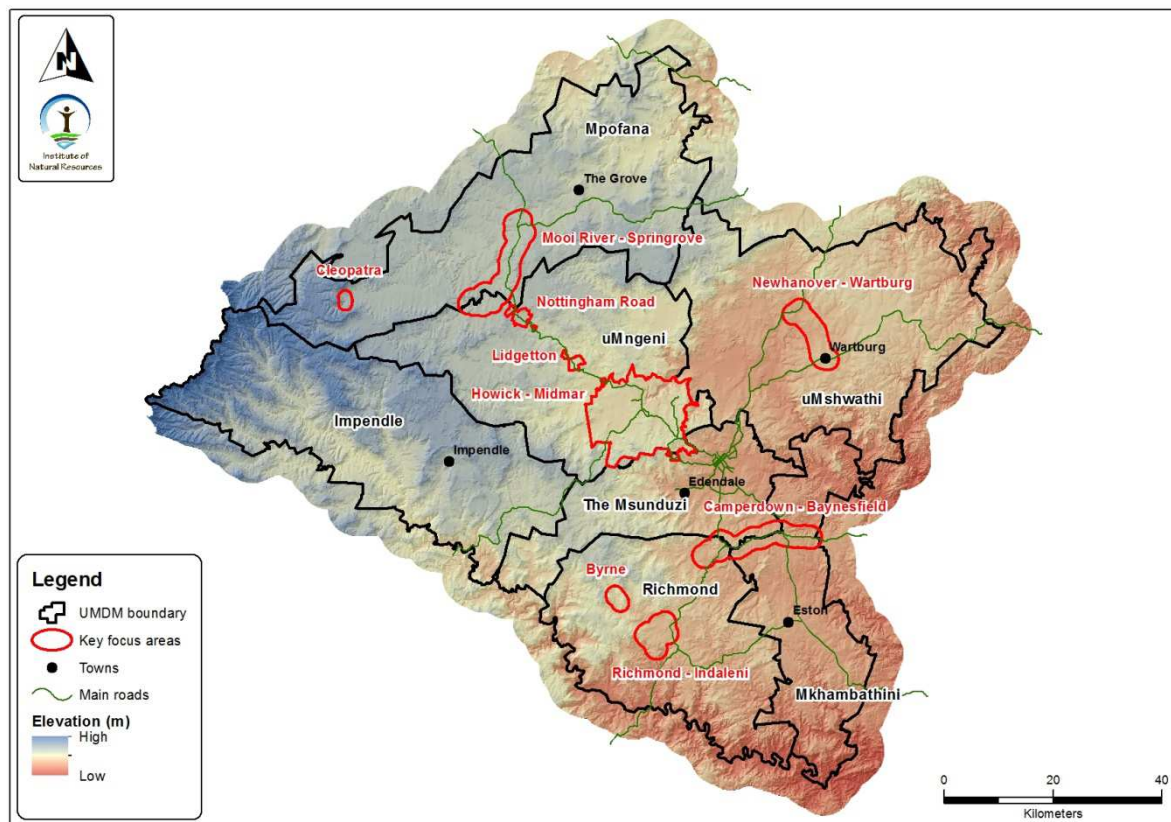 N
Institute of
Natural Resources
Mpofana
The Grove
Mooi River - Springrove
Cleopatra
Newhanover - Wartburg
Nottingham Road
uMngeni
Lidgetton
Wartburg
Howick - Midmar
uMshwathi
Impendle
Impendle
Edendale
The Msunduzi
Camperdown - Baynesfield
Byrne
Richmond
Eston
Richmond - Indaleni
Mkhambathini
Legend
UMDM boundary
Key focus areas
Towns
Main roads
Elevation (m)
High
Low
0 20 40
Kilometers